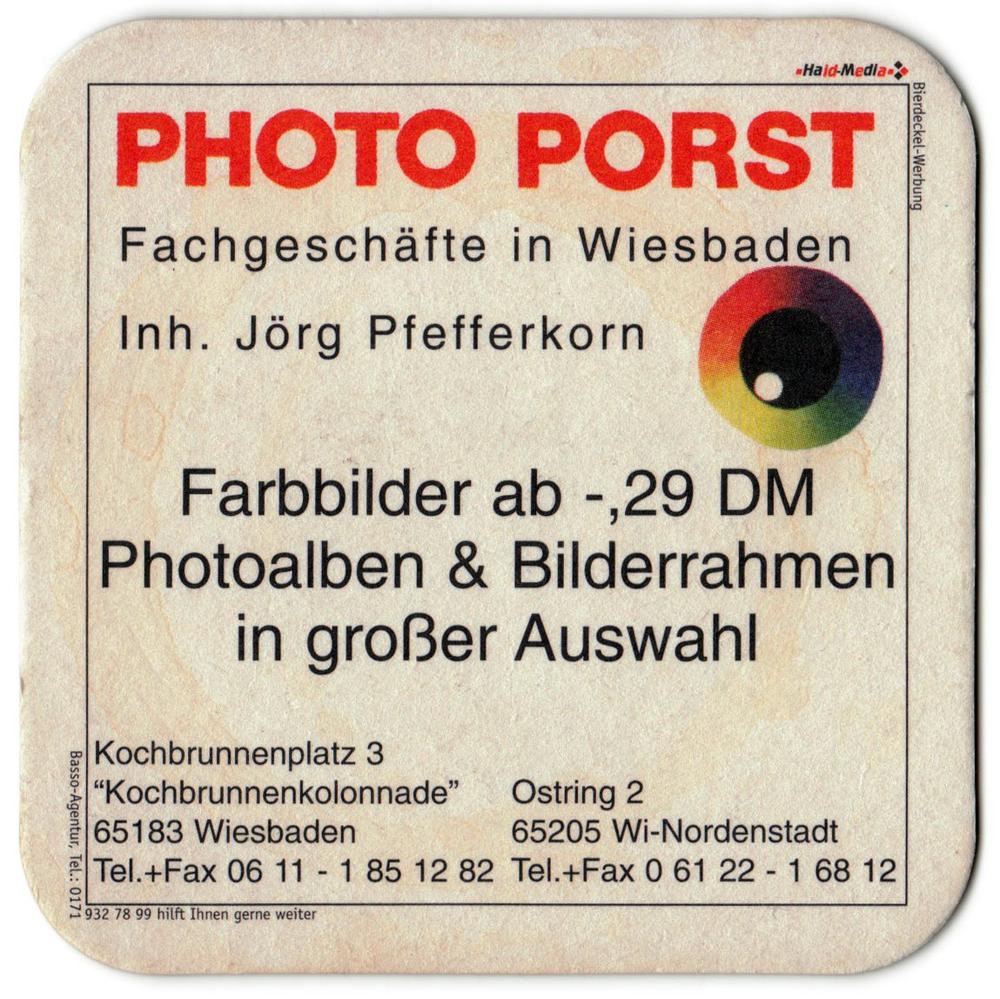 Haid-Media
Bierdeckel-Werbung
PHOTO PORST
Fachgeschäfte in Wiesbaden
Inh. Jörg Pfefferkorn
Farbbilder ab -,29 DM
Photoalben & Bilderrahmen
in großer Auswahl
Kochbrunnenplatz 3
“Kochbrunnenkolonnade”
65183 Wiesbaden
Tel.+Fax 06 11 - 1 85 12 82
Ostring 2
65205 Wi-Nordenstadt
Tel.+Fax 0 61 22 - 1 68 12
Basso-Agentur, Tel.: 0171
932 78 99 hilft Ihnen gerne weiter